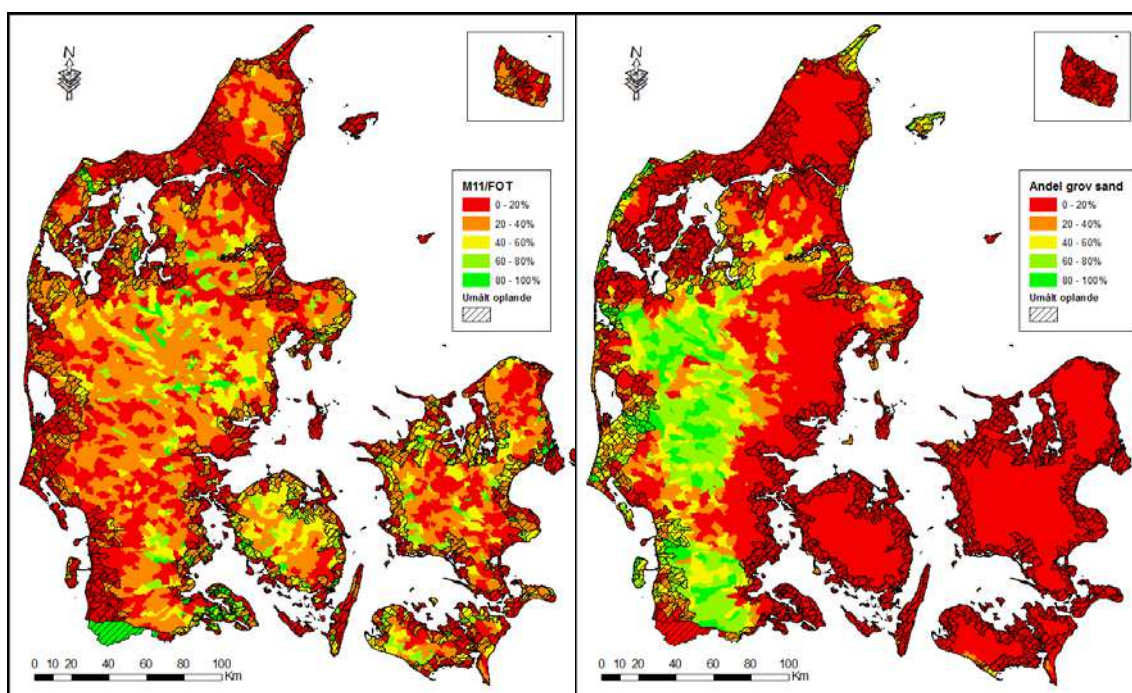 N
M11/FOT
0 - 20%
20 - 40%
40 - 60%
60 - 80%
80 - 100%
Umålt oplande
0 10 20 40 60 80 100
Km
N
Andel grov sand
0 - 20%
20 - 40%
40 - 60%
60 - 80%
80 - 100%
Umålt oplande
0 10 20 40 60 80 100
Km